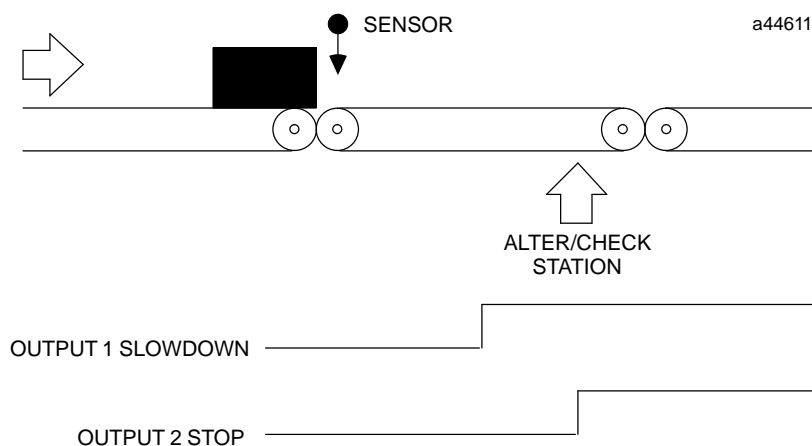 SENSOR
a44611
ALTER/CHECK
STATION
OUTPUT 1 SLOWDOWN
OUTPUT 2 STOP